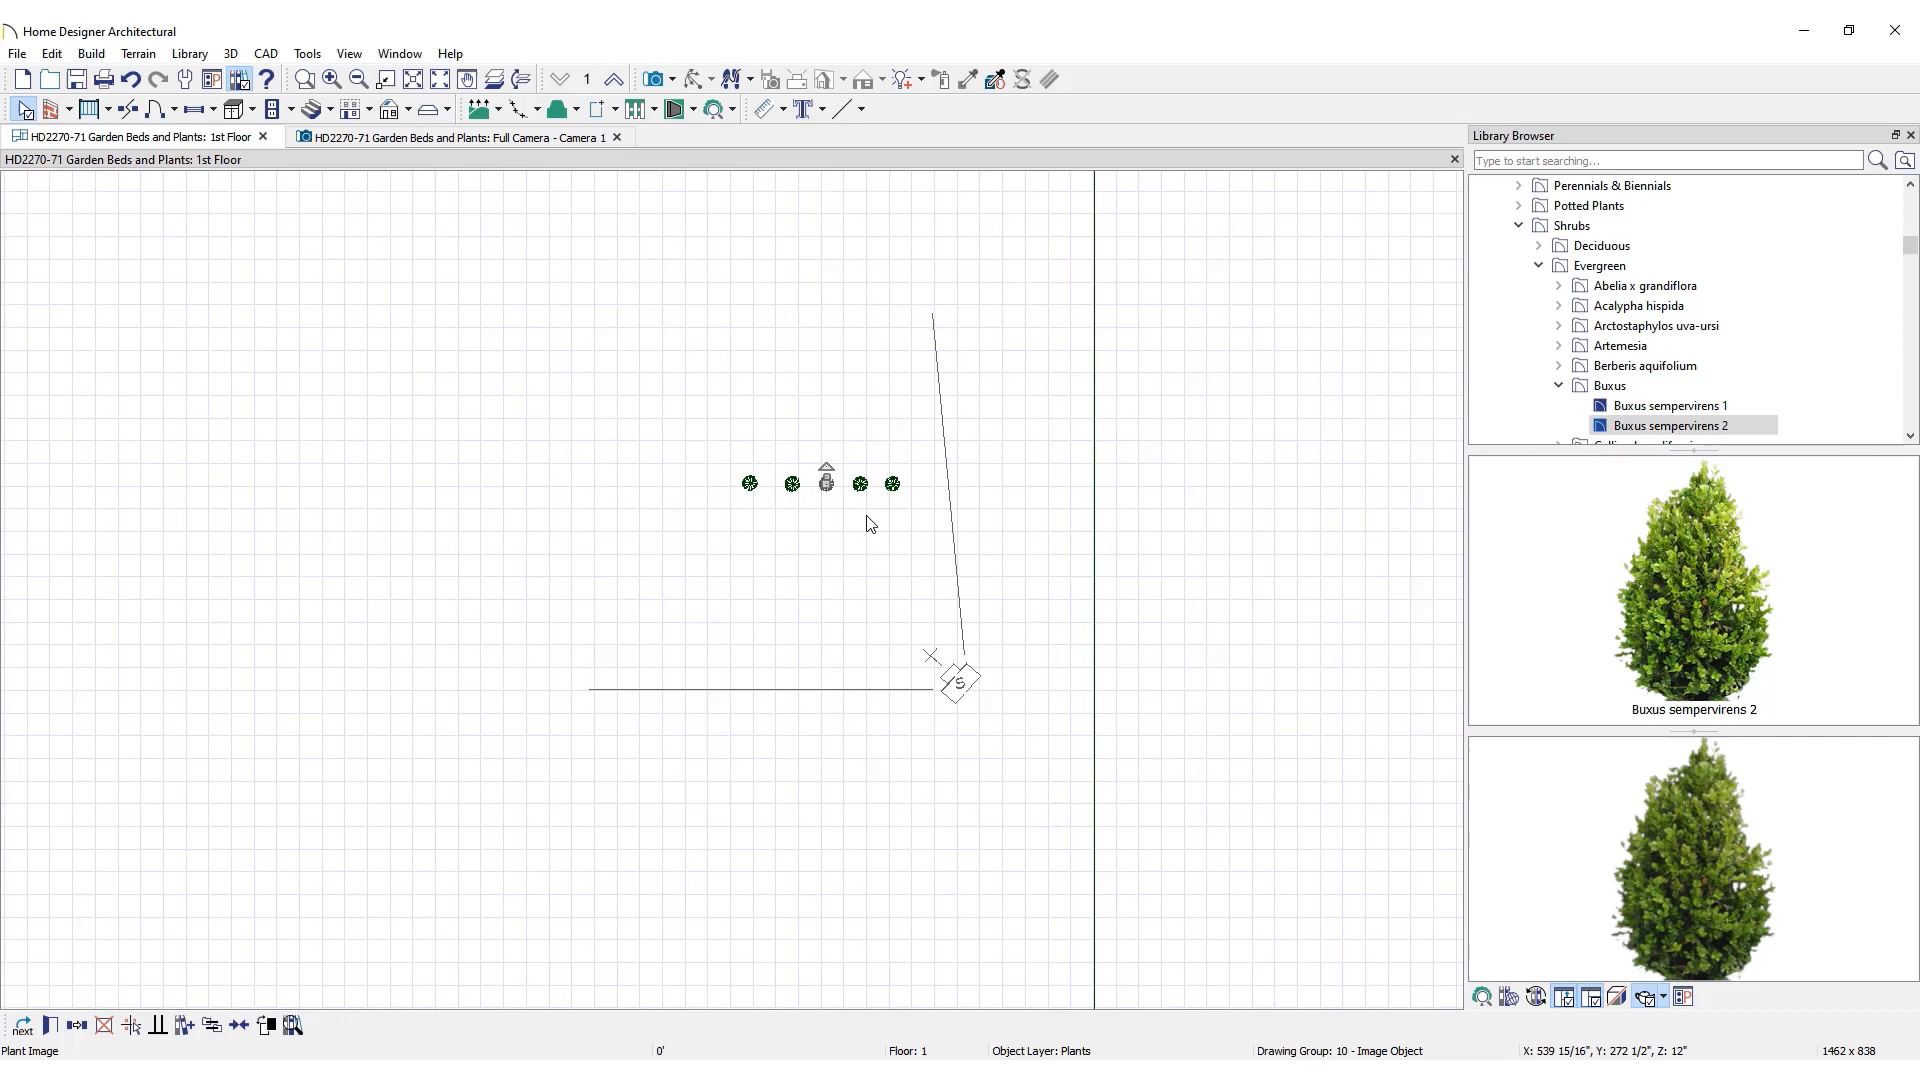 Home Designer Architectural
File Edit Build Terrain Library 3D CAD Tools View Window Help
1
HD2270-71 Garden Beds and Plants: 1st Floor
HD2270-71 Garden Beds and Plants: Full Camera - Camera 1
HD2270-71 Garden Beds and Plants: 1st Floor
S
Library Browser
Type to start searching...
Perennials & Biennials
Potted Plants
Shrubs
Deciduous
Evergreen
Abelia x grandiflora
Acalypha hispida
Arctostaphylos uva-ursi
Artemesia
Berberis aquifolium
Buxus
Buxus sempervirens 1
Buxus sempervirens 2
Buxus sempervirens 2
next
Plant Image
0'
Floor: 1
Object Layer: Plants
Drawing Group: 10 - Image Object
X: 539 15/16", Y: 272 1/2", Z: 12"
1462 x 838